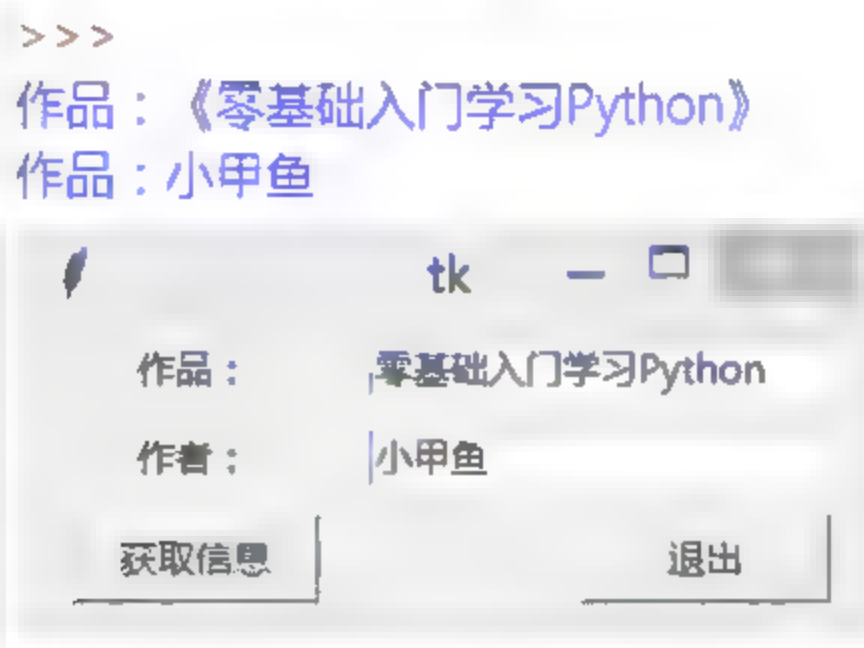 >>>
作品：《零基础入门学习Python》
作品：小甲鱼
tk
作品： 零基础入门学习Python
作者： 小甲鱼
获取信息 退出